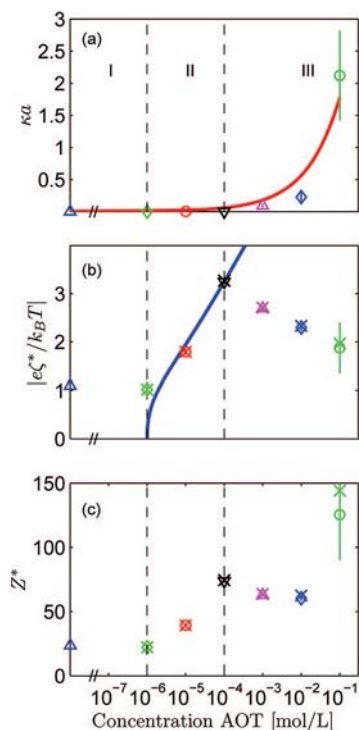 3
(a)
2.5
I
II
III
2
κa
1.5
1
0.5
//
(b)
3
|eζ*/k_BT|
2
1
0
//
150
(c)
100
Z*
50
0
//
10^-7 10^-6 10^-5 10^-4 10^-3 10^-2 10^-1
Concentration AOT [mol/L]